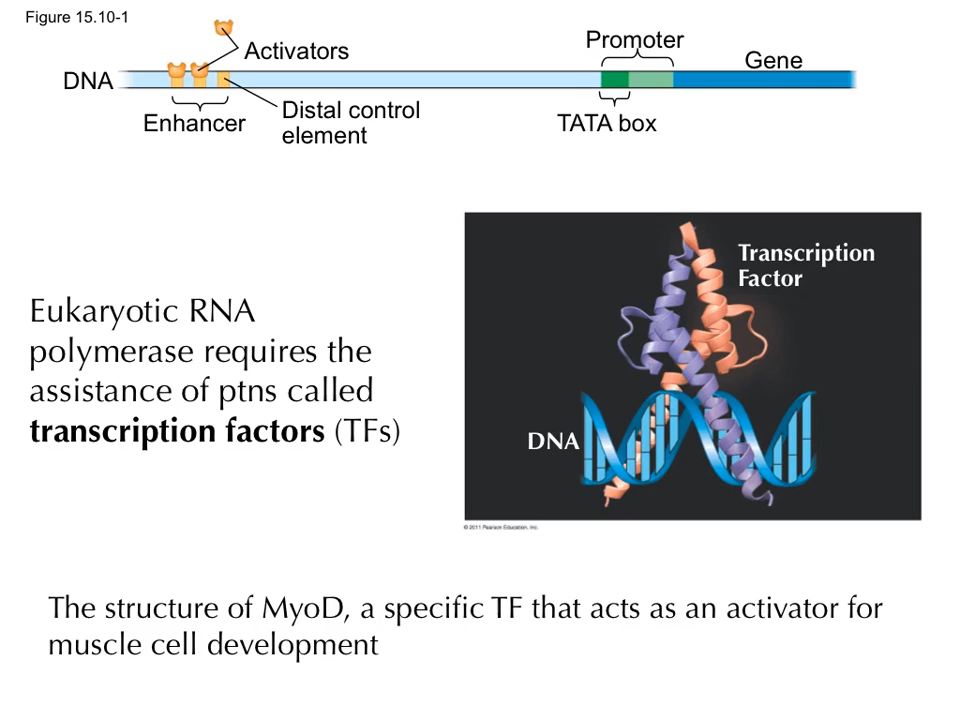 Figure 15.10-1
Activators
Promoter
Gene
DNA
Enhancer
Distal control
element
TATA box
Transcription
Factor
DNA
© 2011 Pearson Education, Inc.
Eukaryotic RNA
polymerase requires the
assistance of ptns called
transcription factors (TFs)
The structure of MyoD, a specific TF that acts as an activator for
muscle cell development